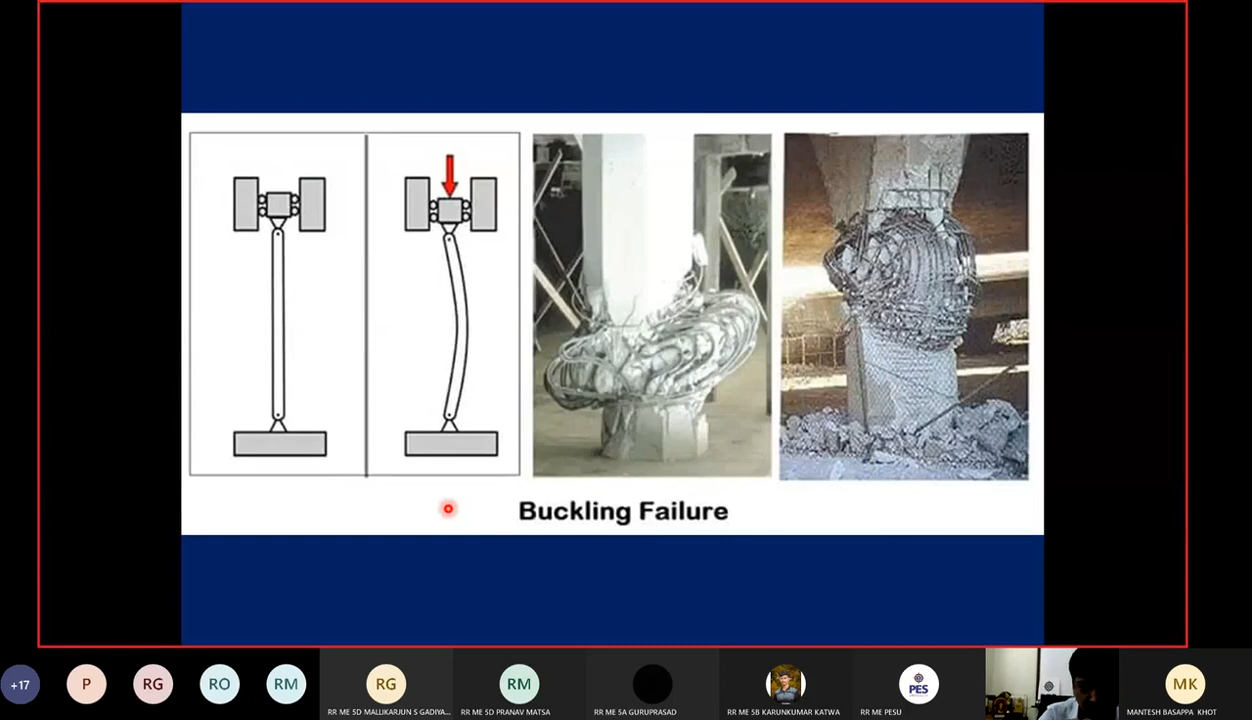 Buckling Failure
+17
P
RG
RO
RM
RG
RM
PES
MK
RR ME 5D MALLIKARJUN S GADIYA...
RR ME 5D PRANAV MATSA
RR ME 5A GURUPRASAD
RR ME 5B KARUNKUMAR KATWA
RR ME PESU
MANTESH BASAPPA KHOT